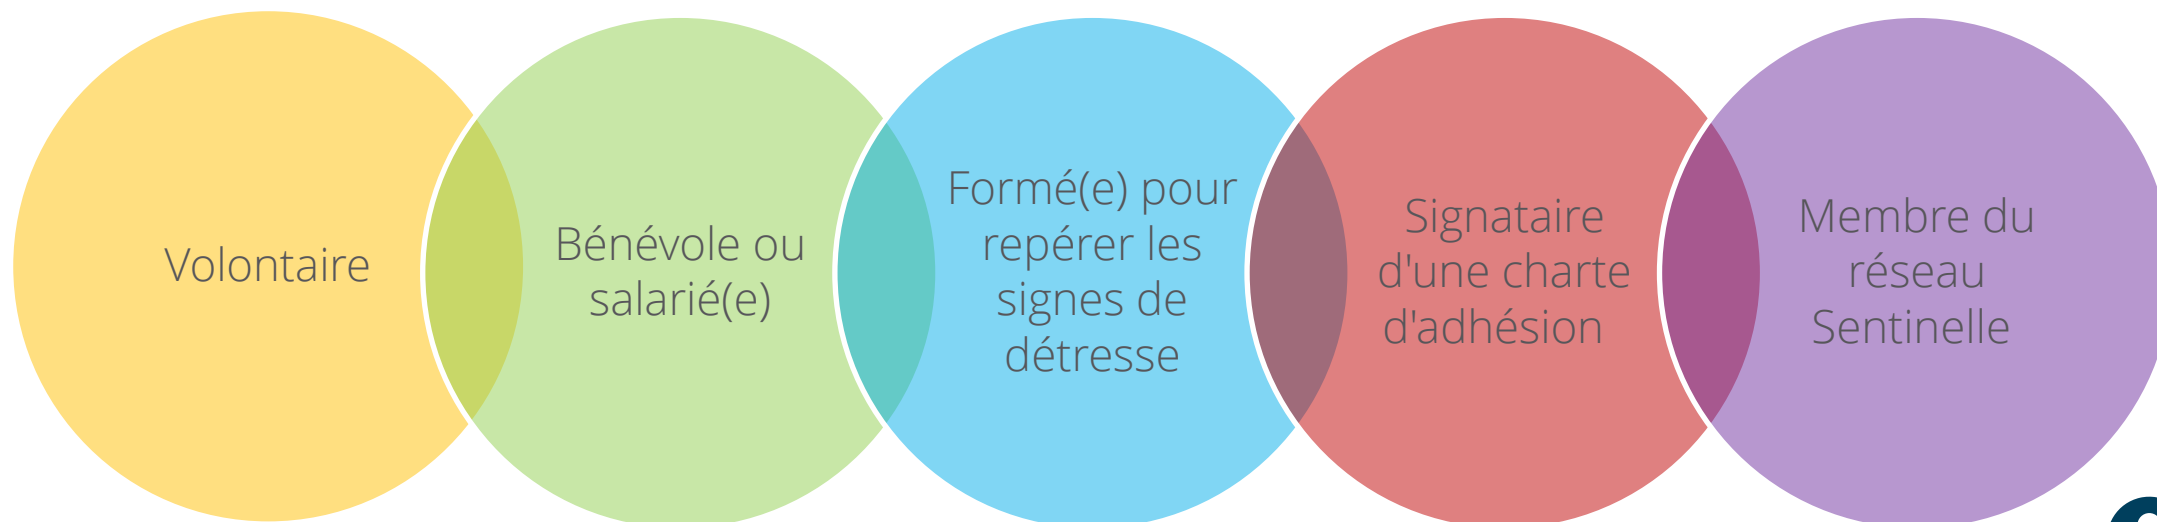 Volontaire
Bénévole ou
salarié(e)
Formé(e) pour
repérer les
signes de
détresse
Signataire
d'une charte
d'adhésion
Membre du
réseau
Sentinelle